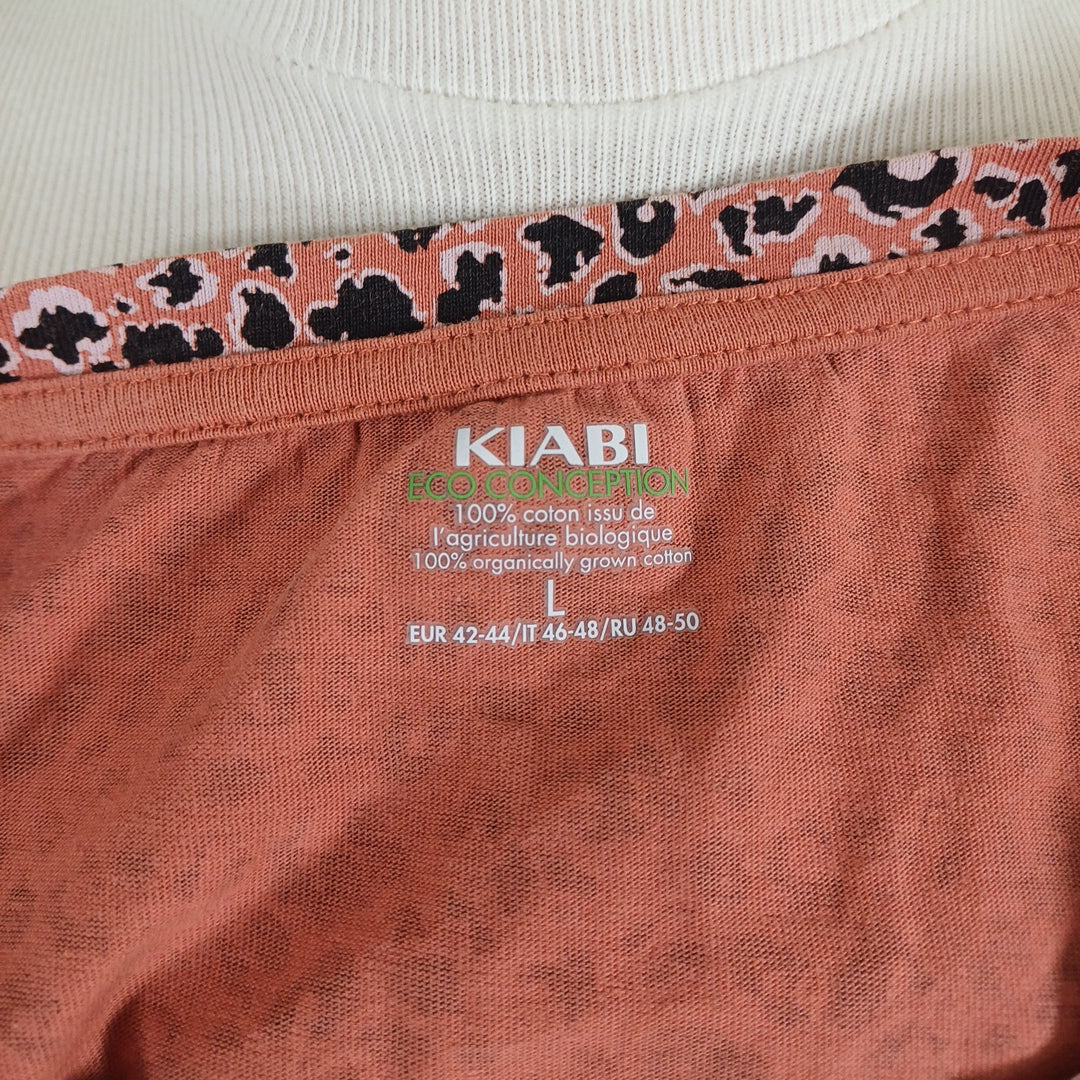 KIABI
ECO CONCEPTION
100% coton issu de
l'agriculture biologique
100% organically grown cotton
L
EUR 42-44/IT 46-48/RU 48-50